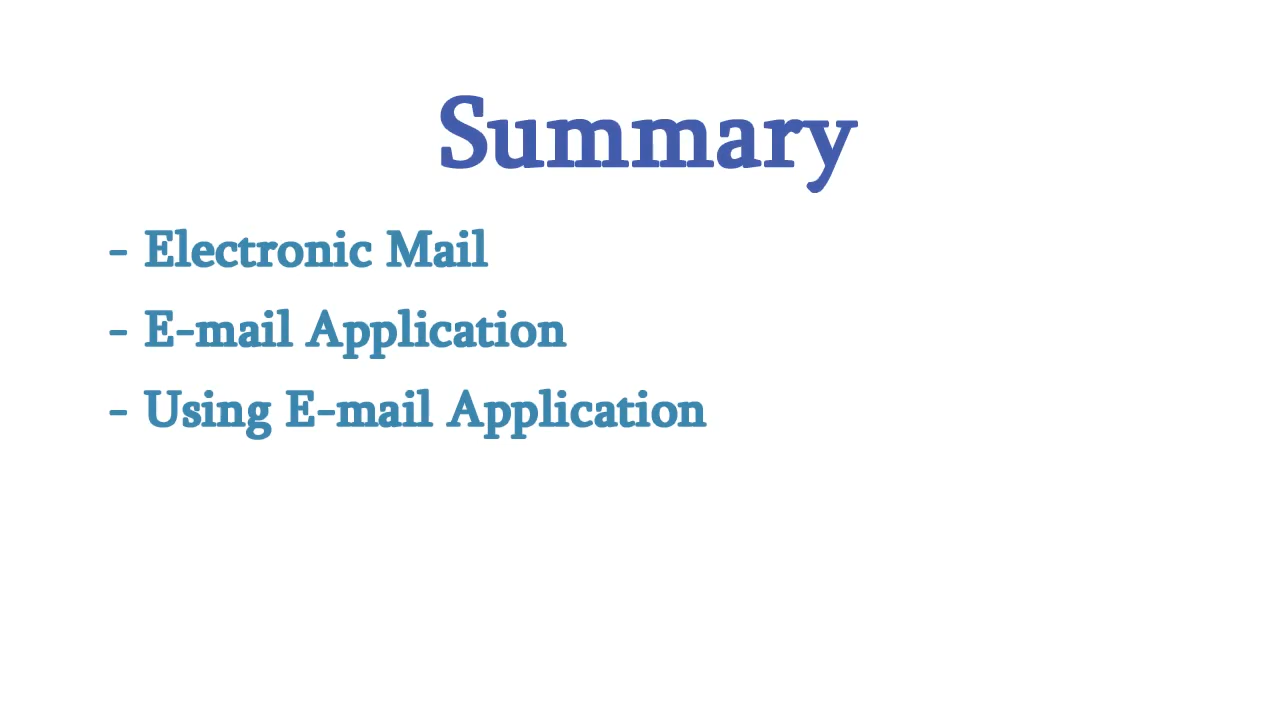 Summary
- Electronic Mail
- E-mail Application
- Using E-mail Application